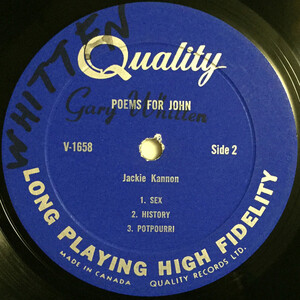 Quality
WHITTEN
POEMS FOR JOHN
Gary Whitten
V-1658
Side 2
Jackie Kannon
1. SEX
2. HISTORY
3. POTPOURRI
LONG PLAYING HIGH FIDELITY
MADE IN CANADA
QUALITY RECORDS LTD.